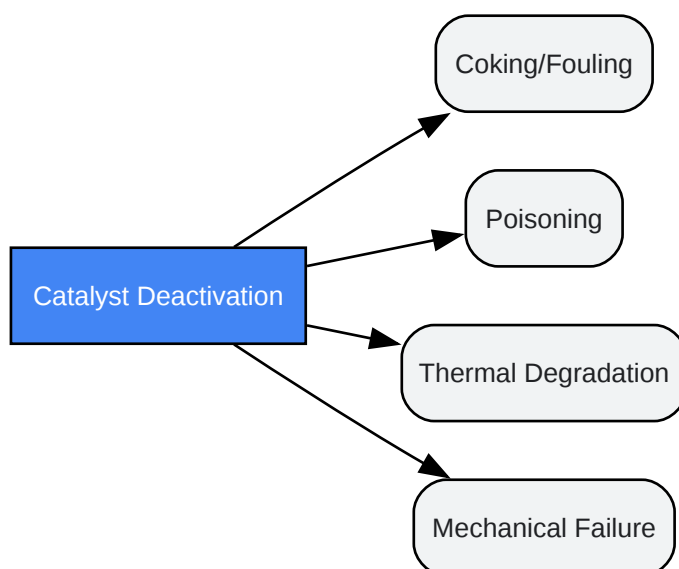 Coking/Fouling
Poisoning
Catalyst Deactivation
Thermal Degradation
Mechanical Failure